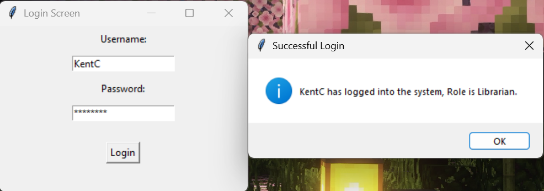 Login Screen
Username:
KentC
Password:
********
Login
Successful Login
KentC has logged into the system, Role is Librarian.
OK